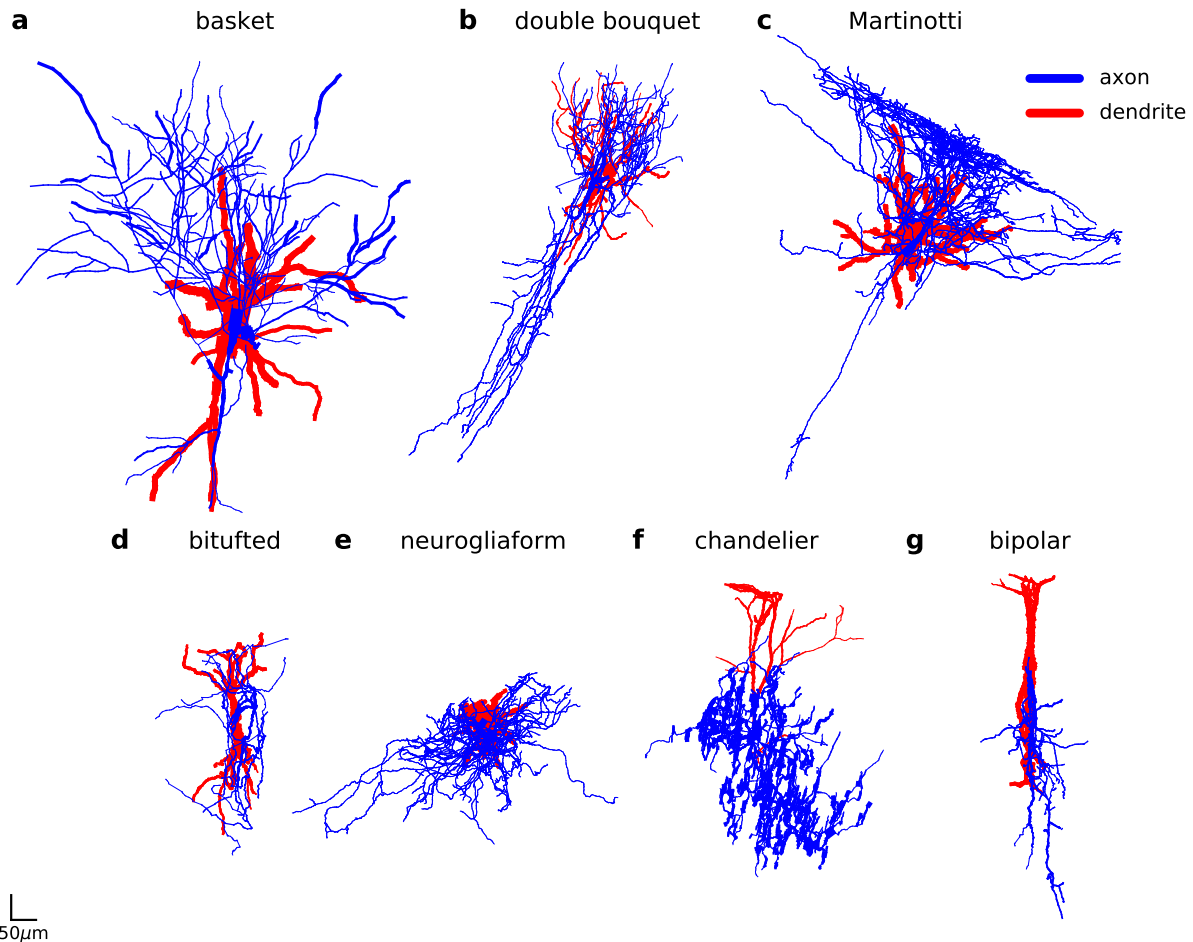 a basket
b double bouquet
c Martinotti
axon
dendrite
d bitufted
e neurogliaform
f chandelier
g bipolar
50μm